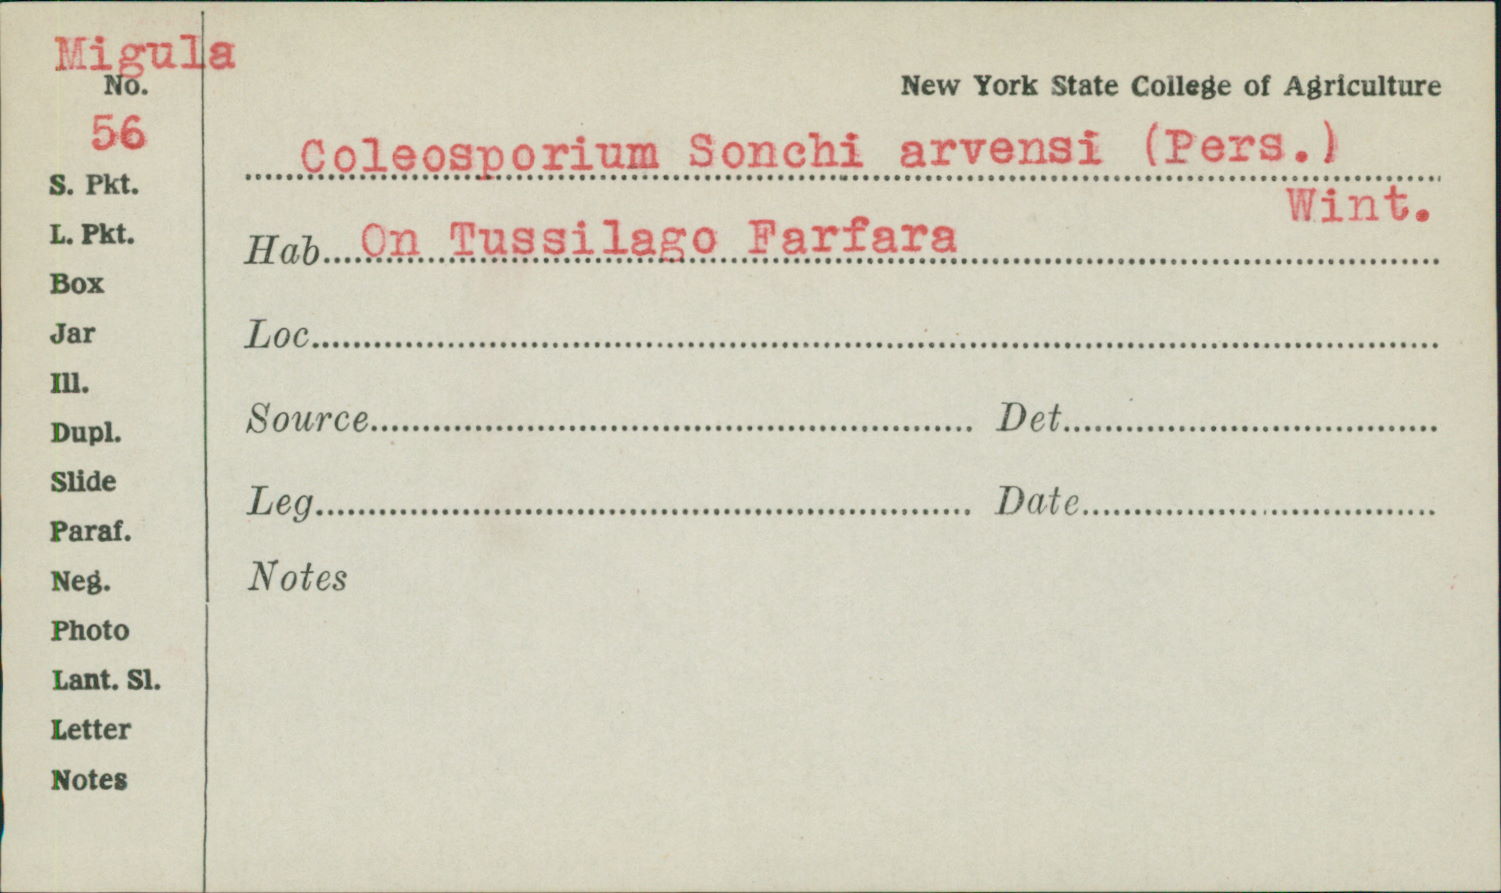 Migula
No.
56
S. Pkt.
L. Pkt.
Box
Jar
Ill.
Dupl.
Slide
Paraf.
Neg.
Photo
Lant. Sl.
Letter
Notes
New York State College of Agriculture
Coleosporium Sonchi arvensi (Pers.)
Wint.
Hab. On Tussilago Farfara
Loc.
Source
Det.
Leg.
Date
Notes